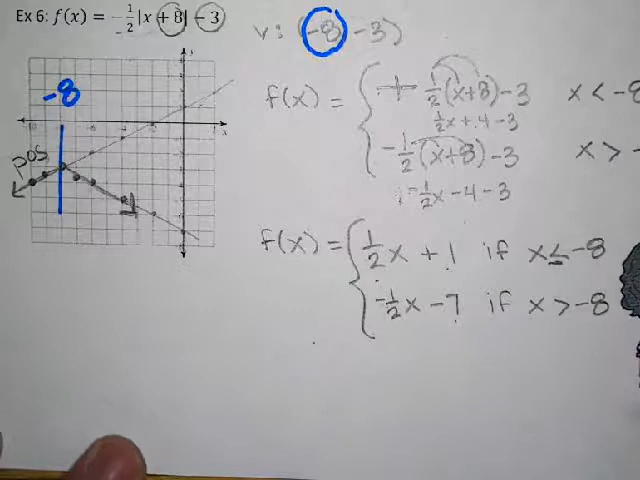 Ex 6: f(x) = -1/2|x + 8| - 3
v: (-8, -3)
-8
pos
f(x) = { 1/2(x+8) - 3   x < -8
1/2x + 4 - 3
-1/2(x+8) - 3   x > -
= -1/2x - 4 - 3
f(x) = { 1/2x + 1 if x ≤ -8
-1/2x - 7 if x > -8